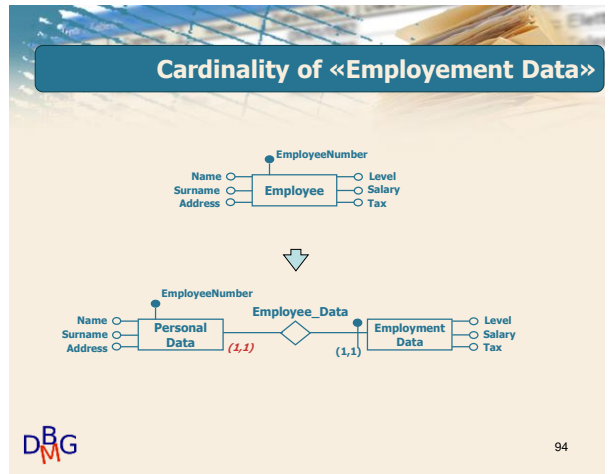 Cardinality of «Employement Data»
EmployeeNumber
Name
Level
Surname
Employee
Salary
Address
Tax
EmployeeNumber
Employee_Data
Name
Personal
Employment
Level
Surname
Data
Data
Salary
Address
(1,1)
(1,1)
Tax
DBMG
94